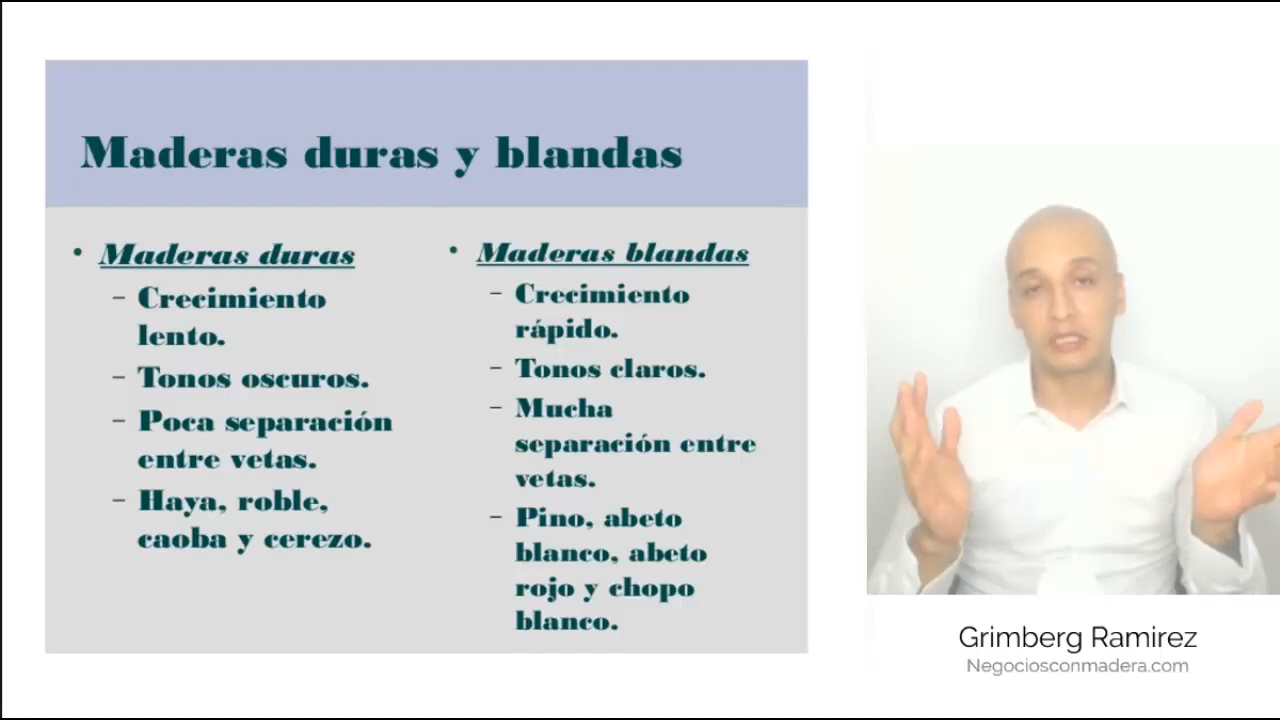 Maderas duras y blandas
• Maderas duras
– Crecimiento
lento.
– Tonos oscuros.
– Poca separación
entre vetas.
– Haya, roble,
caoba y cerezo.
• Maderas blandas
– Crecimiento
rápido.
– Tonos claros.
– Mucha
separación entre
vetas.
– Pino, abeto
blanco, abeto
rojo y chopo
blanco.
Grimberg Ramirez
Negociosconmadera.com